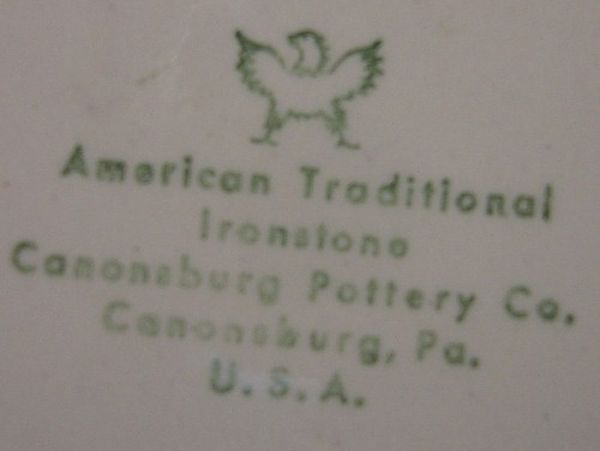 American Traditional
Ironstone
Canonsburg Pottery Co.
Canonsburg, Pa.
U.S.A.